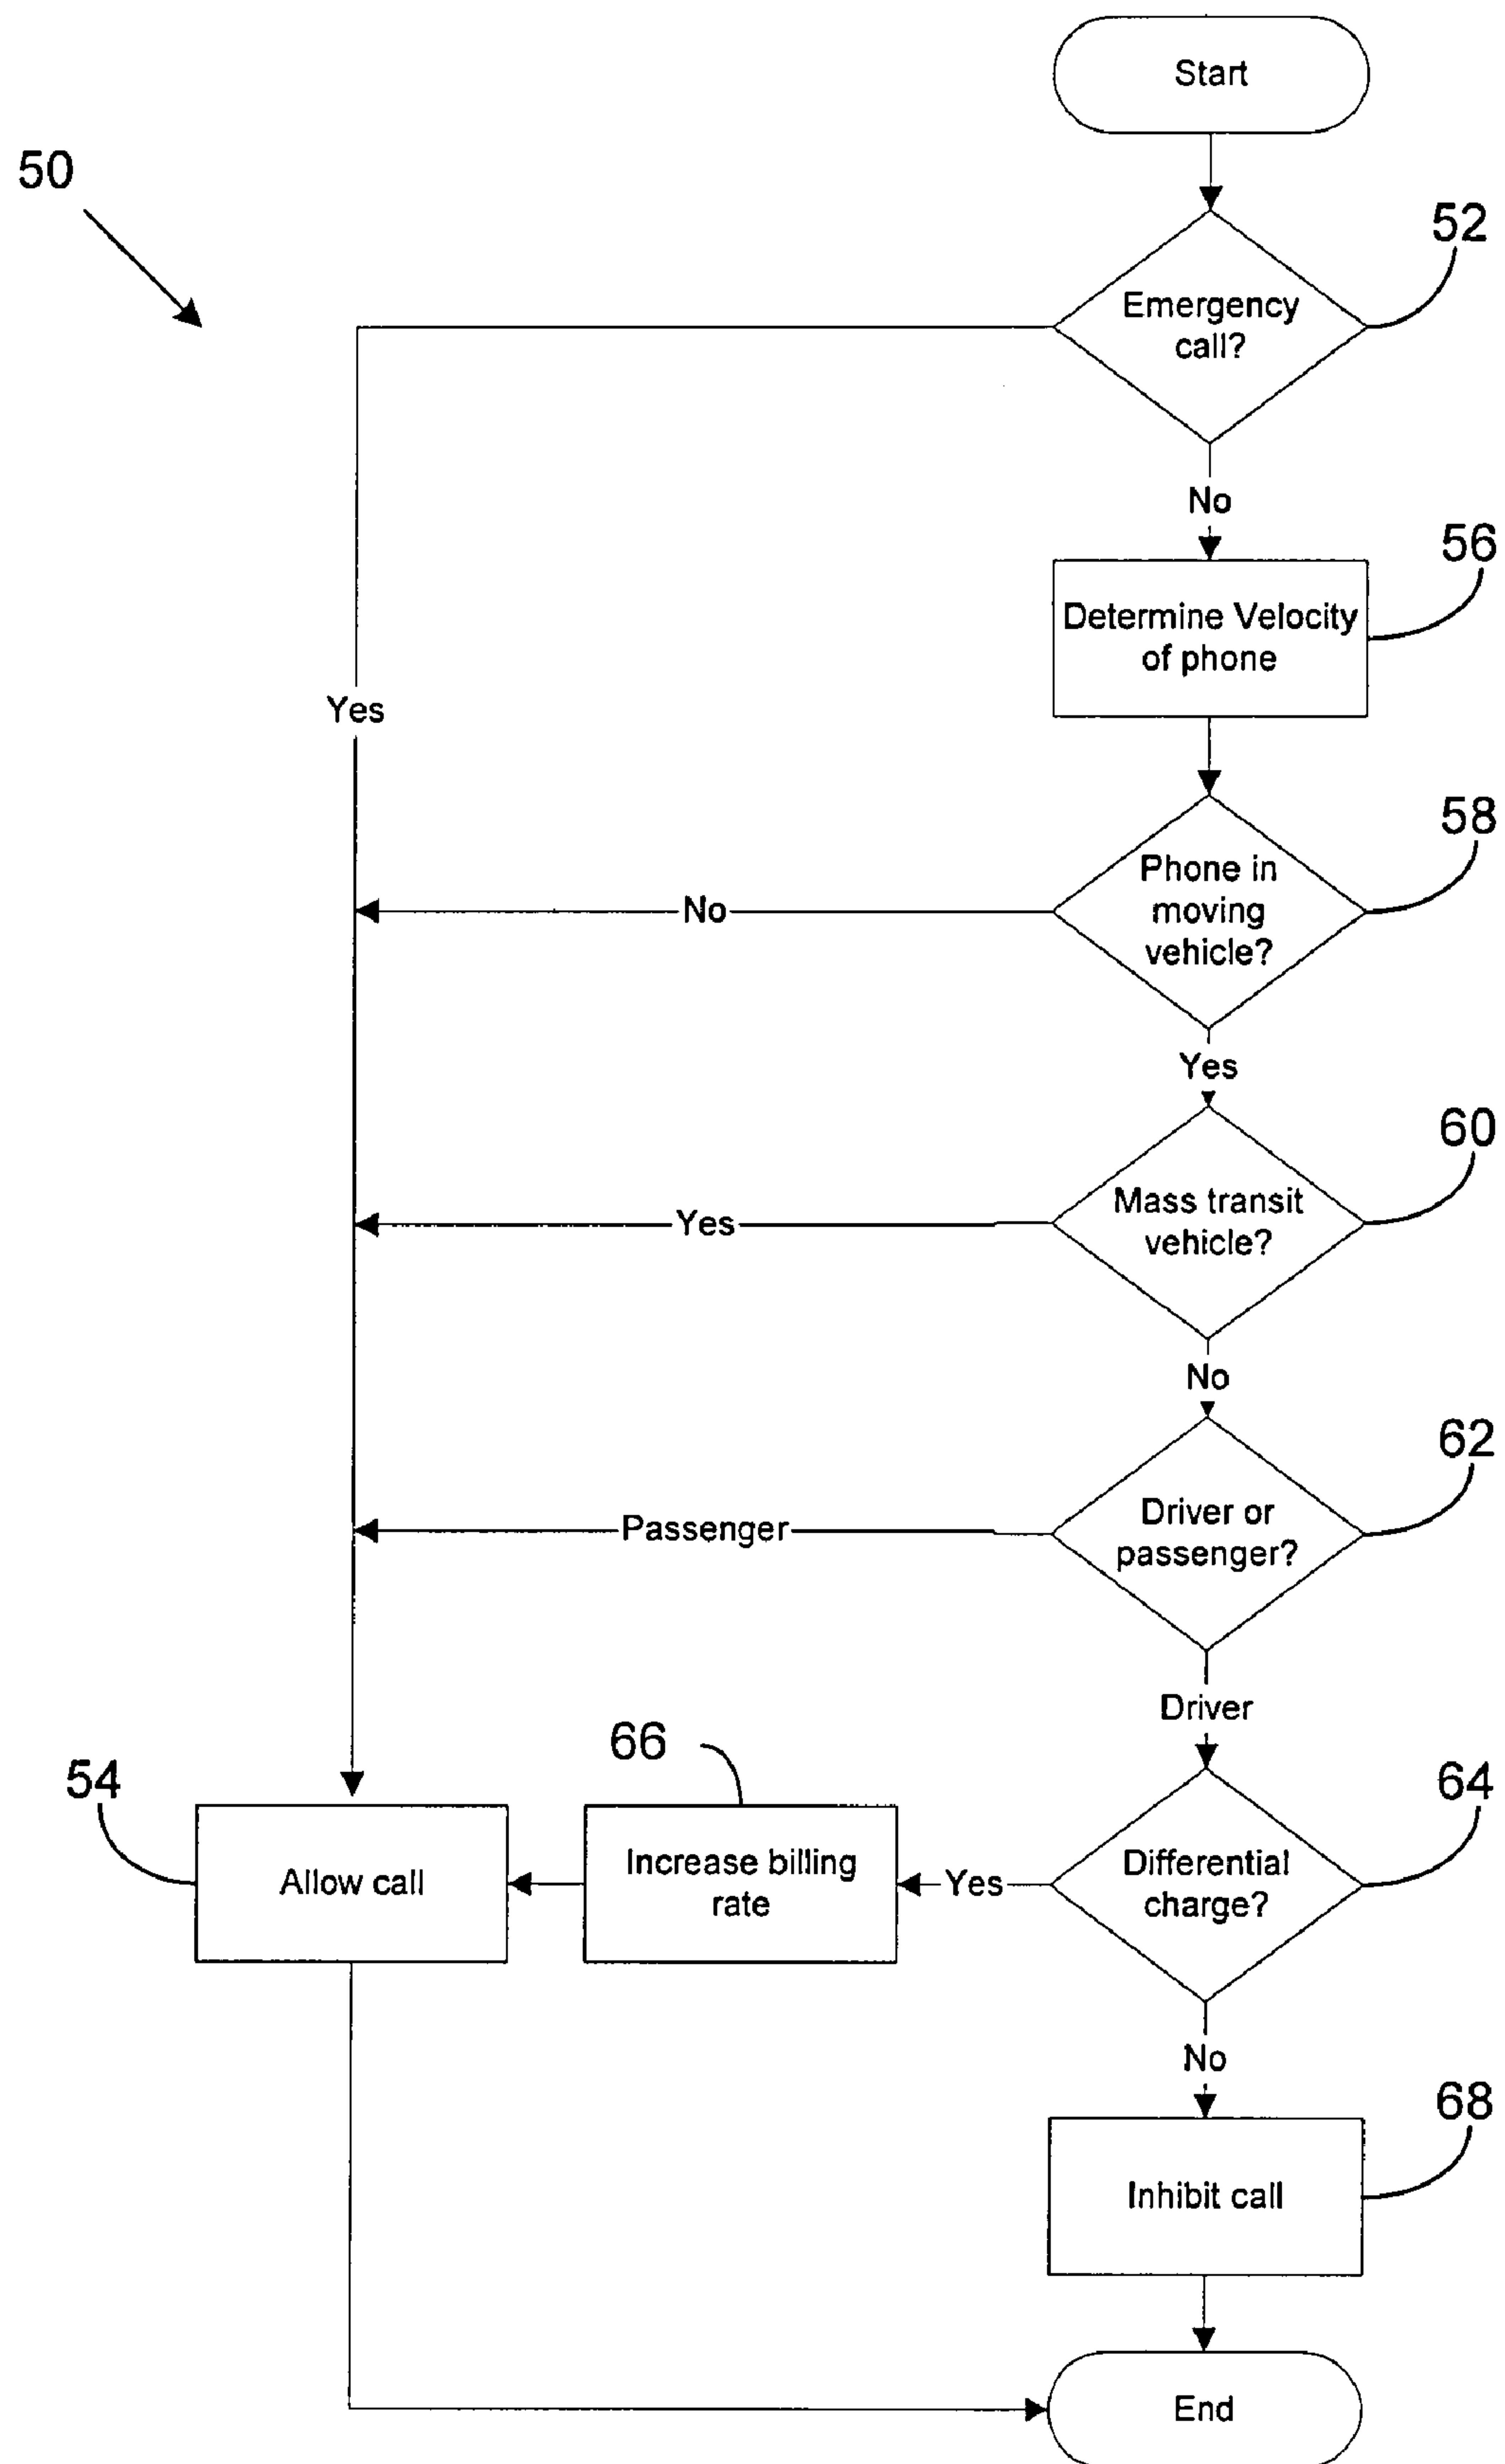 Start
50
52
Emergency
call?
No
56
Determine Velocity
of phone
Yes
58
Phone in
moving
vehicle?
No
Yes
60
Mass transit
vehicle?
Yes
No
62
Driver or
passenger?
Passenger
Driver
66
54
64
Allow call
Increase billing
rate
Yes
Differential
charge?
No
68
Inhibit call
End